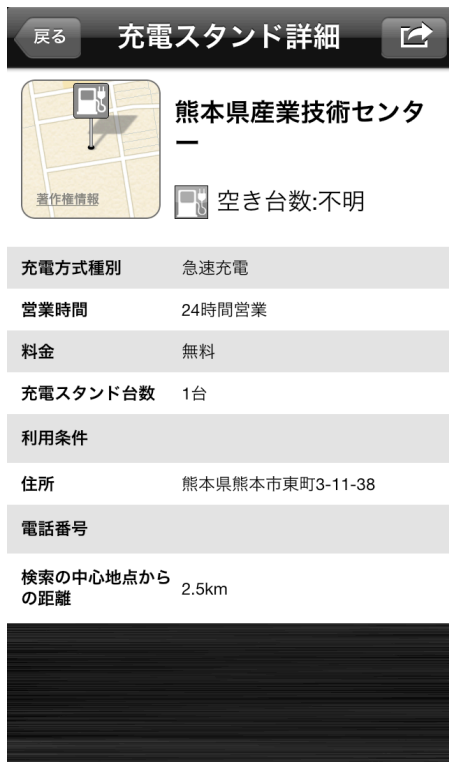 戻る
充電スタンド詳細
熊本県産業技術センタ
ー
著作権情報
空き台数:不明
充電方式種別 急速充電
営業時間 24時間営業
料金 無料
充電スタンド台数 1台
利用条件
住所 熊本県熊本市東町3-11-38
電話番号
検索の中心地点から
の距離 2.5km